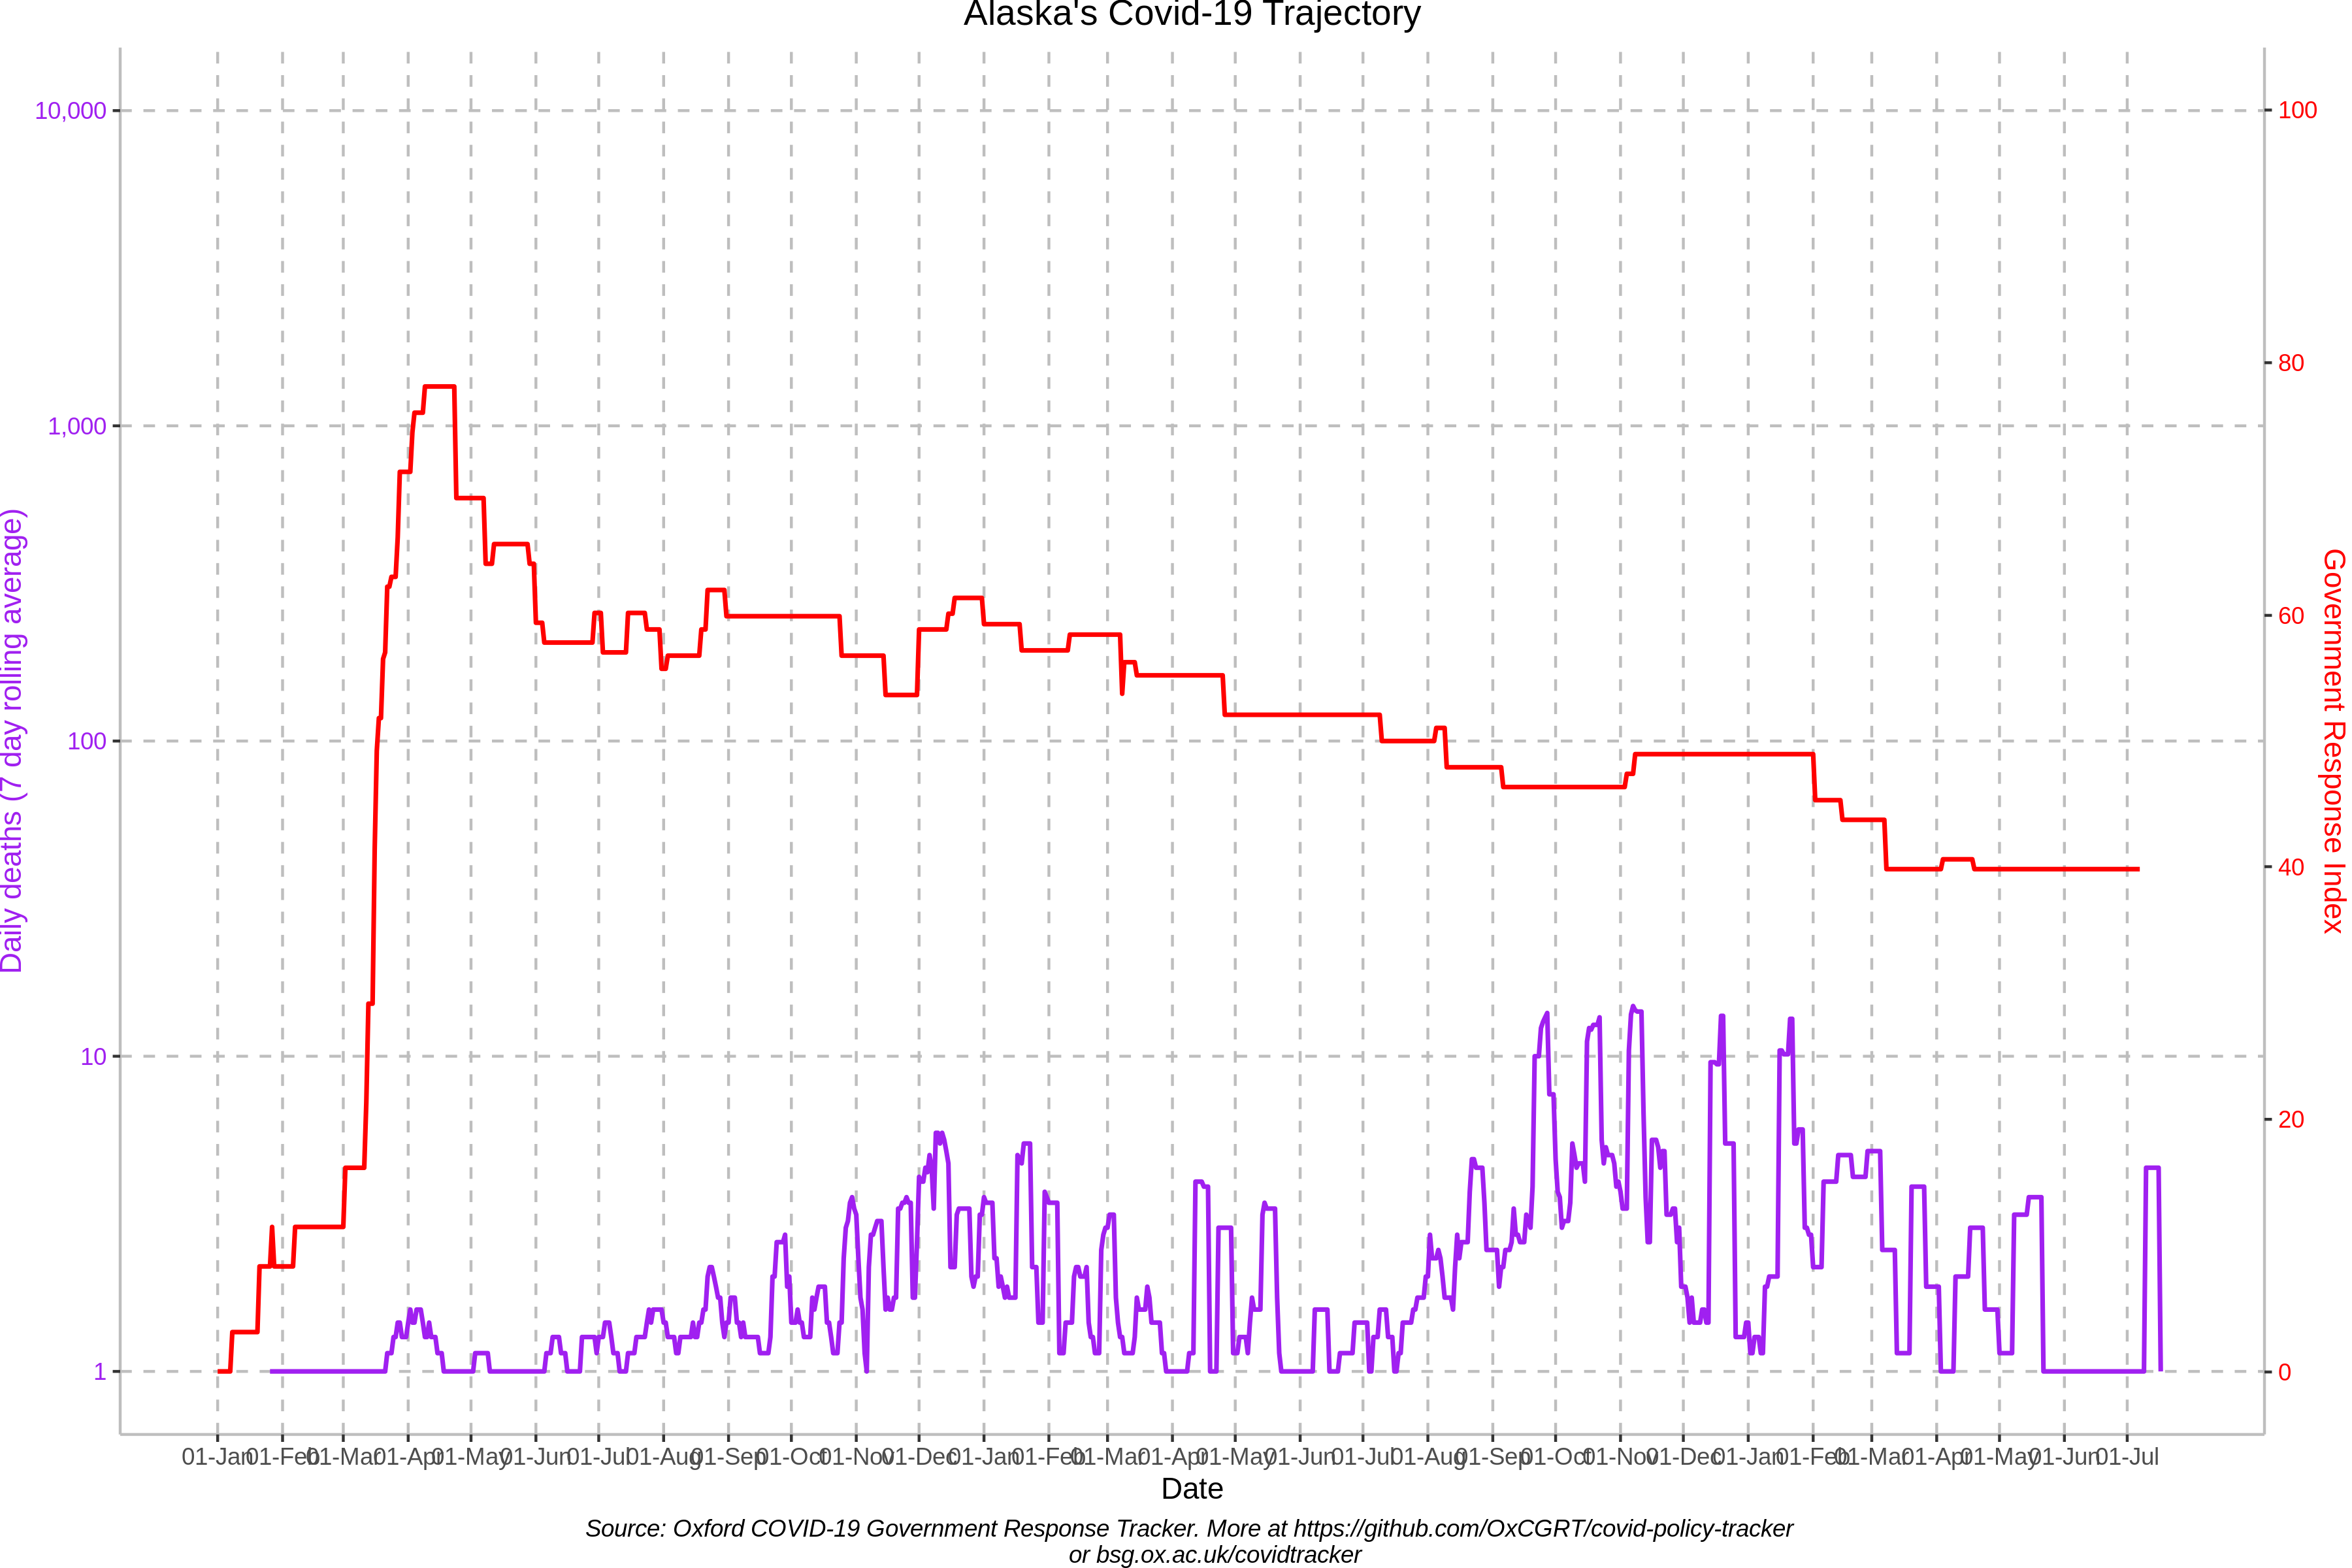 Alaska's Covid-19 Trajectory
10,000
1,000
100
10
1
Daily deaths (7 day rolling average)
100
80
60
40
20
0
Government Response Index
01-Jan 01-Feb 01-Mar 01-Apr 01-May 01-Jun 01-Jul 01-Aug 01-Sep 01-Oct 01-Nov 01-Dec 01-Jan 01-Feb 01-Mar 01-Apr 01-May 01-Jun 01-Jul 01-Aug 01-Sep 01-Oct 01-Nov 01-Dec 01-Jan 01-Feb 01-Mar 01-Apr 01-May 01-Jun 01-Jul
Date
Source: Oxford COVID-19 Government Response Tracker. More at https://github.com/OxCGRT/covid-policy-tracker
or bsg.ox.ac.uk/covidtracker